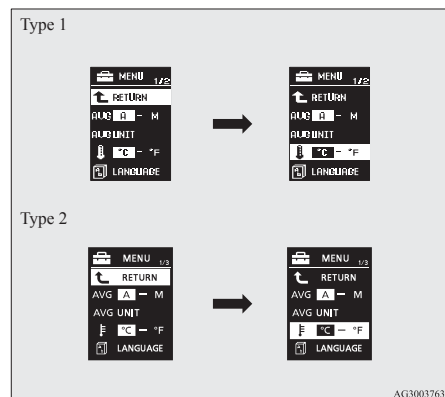 Type 1
MENU 1/2
RETURN
AVG A – M
AVG UNIT
°C – °F
LANGUAGE
MENU 1/2
RETURN
AVG A – M
AVG UNIT
°C – °F
LANGUAGE
Type 2
MENU 1/3
RETURN
AVG A – M
AVG UNIT
°C – °F
LANGUAGE
MENU 1/3
RETURN
AVG A – M
AVG UNIT
°C – °F
LANGUAGE
AG3003763